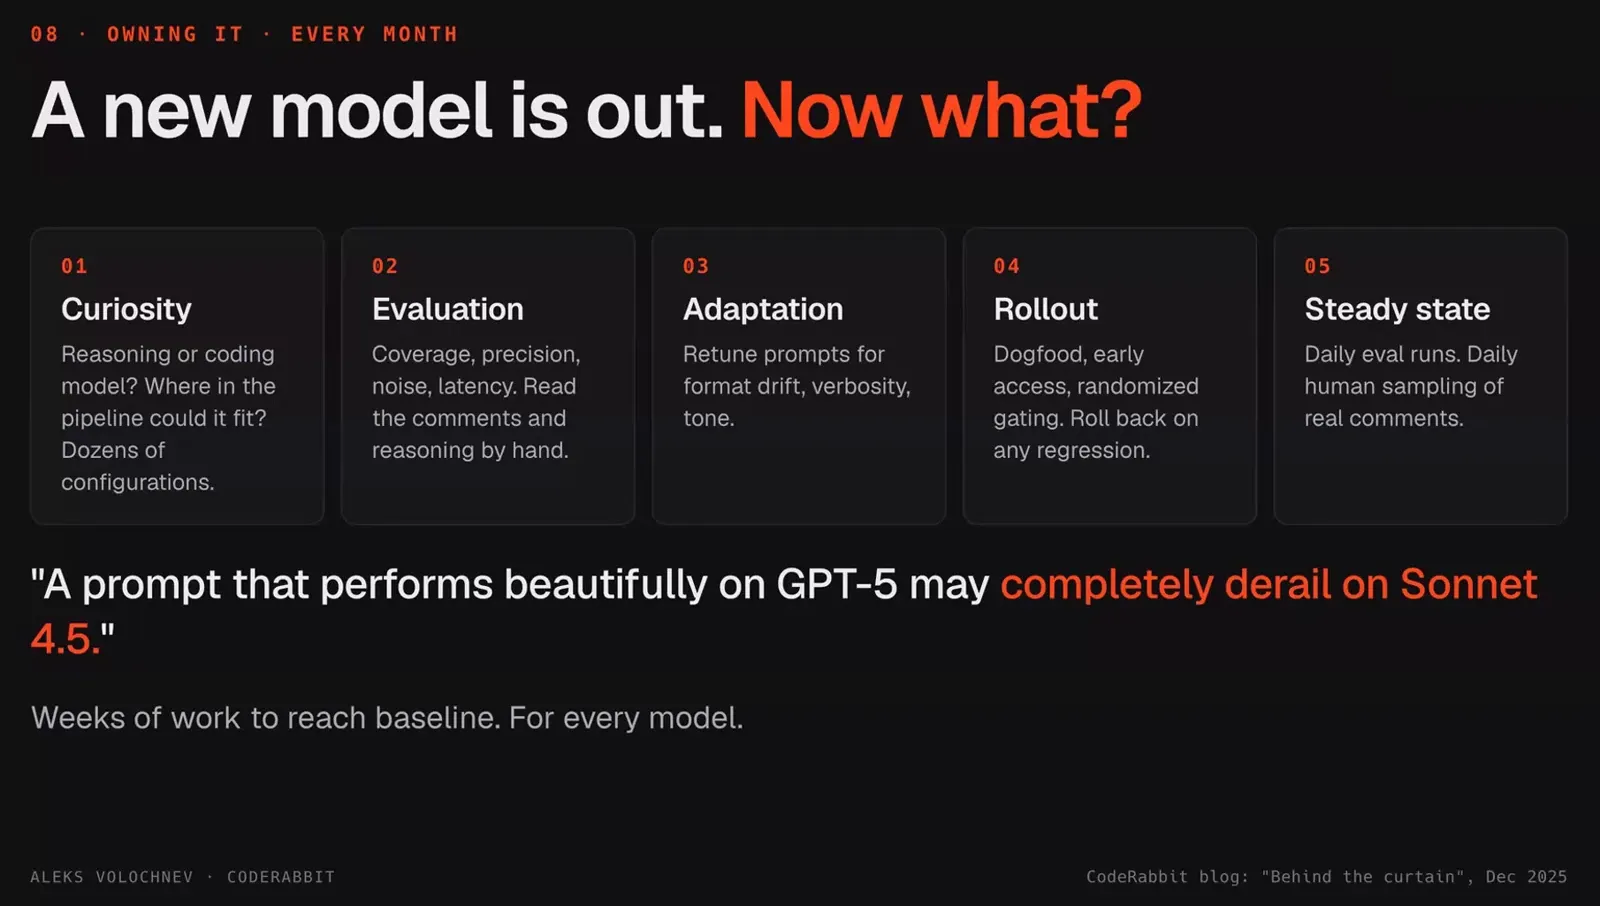 08 · OWNING IT · EVERY MONTH
A new model is out. Now what?
01
Curiosity
Reasoning or coding
model? Where in the
pipeline could it fit?
Dozens of
configurations.
02
Evaluation
Coverage, precision,
noise, latency. Read
the comments and
reasoning by hand.
03
Adaptation
Retune prompts for
format drift, verbosity,
tone.
04
Rollout
Dogfood, early
access, randomized
gating. Roll back on
any regression.
05
Steady state
Daily eval runs. Daily
human sampling of
real comments.
"A prompt that performs beautifully on GPT-5 may completely derail on Sonnet
4.5."
Weeks of work to reach baseline. For every model.
ALEKS VOLOCHNEV · CODERABBIT
CodeRabbit blog: "Behind the curtain", Dec 2025